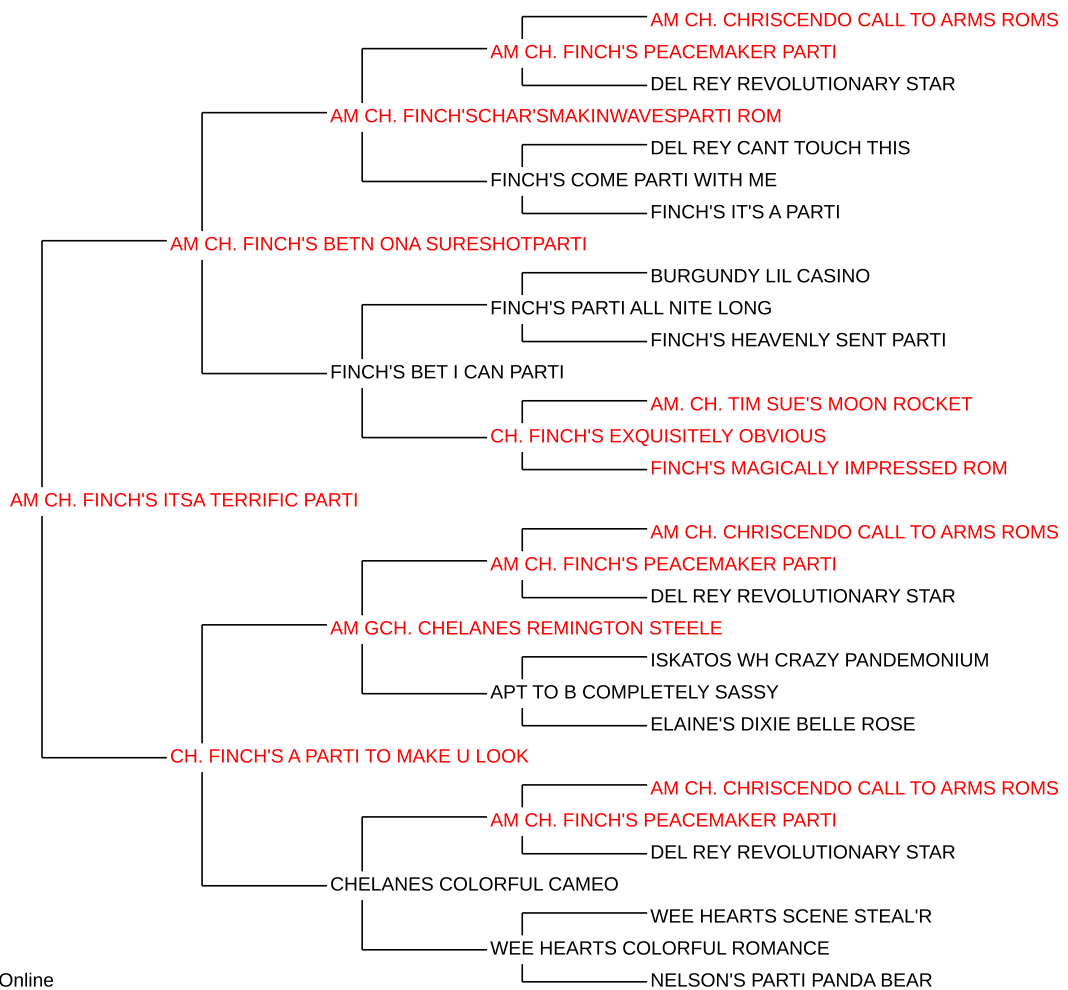 AM CH. CHRISCENDO CALL TO ARMS ROMS
AM CH. FINCH'S PEACEMAKER PARTI
DEL REY REVOLUTIONARY STAR
AM CH. FINCH'SCHAR'SMAKINWAVESPARTI ROM
DEL REY CANT TOUCH THIS
FINCH'S COME PARTI WITH ME
FINCH'S IT'S A PARTI
AM CH. FINCH'S BETN ONA SURESHOTPARTI
BURGUNDY LIL CASINO
FINCH'S PARTI ALL NITE LONG
FINCH'S HEAVENLY SENT PARTI
FINCH'S BET I CAN PARTI
AM. CH. TIM SUE'S MOON ROCKET
CH. FINCH'S EXQUISITELY OBVIOUS
FINCH'S MAGICALLY IMPRESSED ROM
AM CH. FINCH'S ITSA TERRIFIC PARTI
AM CH. CHRISCENDO CALL TO ARMS ROMS
AM CH. FINCH'S PEACEMAKER PARTI
DEL REY REVOLUTIONARY STAR
AM GCH. CHELANES REMINGTON STEELE
ISKATOS WH CRAZY PANDEMONIUM
APT TO B COMPLETELY SASSY
ELAINE'S DIXIE BELLE ROSE
CH. FINCH'S A PARTI TO MAKE U LOOK
AM CH. CHRISCENDO CALL TO ARMS ROMS
AM CH. FINCH'S PEACEMAKER PARTI
DEL REY REVOLUTIONARY STAR
CHELANES COLORFUL CAMEO
WEE HEARTS SCENE STEAL'R
WEE HEARTS COLORFUL ROMANCE
NELSON'S PARTI PANDA BEAR
Online